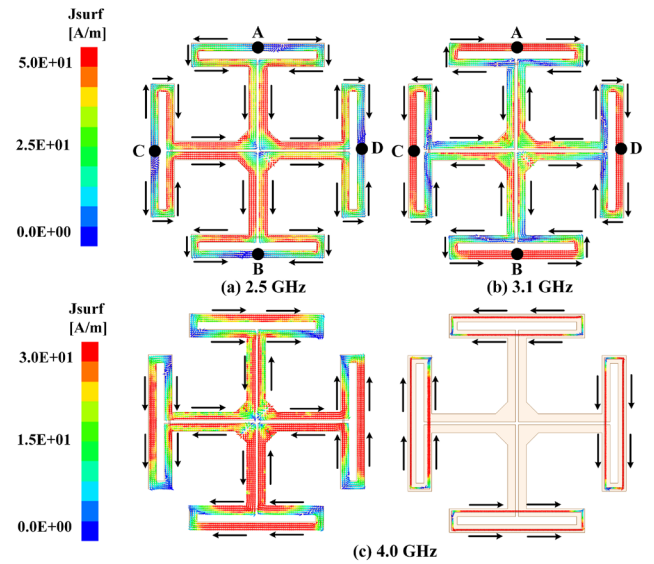 Jsurf
[A/m]
5.0E+01
2.5E+01
0.0E+00
A
C
D
B
(a) 2.5 GHz
A
C
D
B
(b) 3.1 GHz
Jsurf
[A/m]
3.0E+01
1.5E+01
0.0E+00
(c) 4.0 GHz